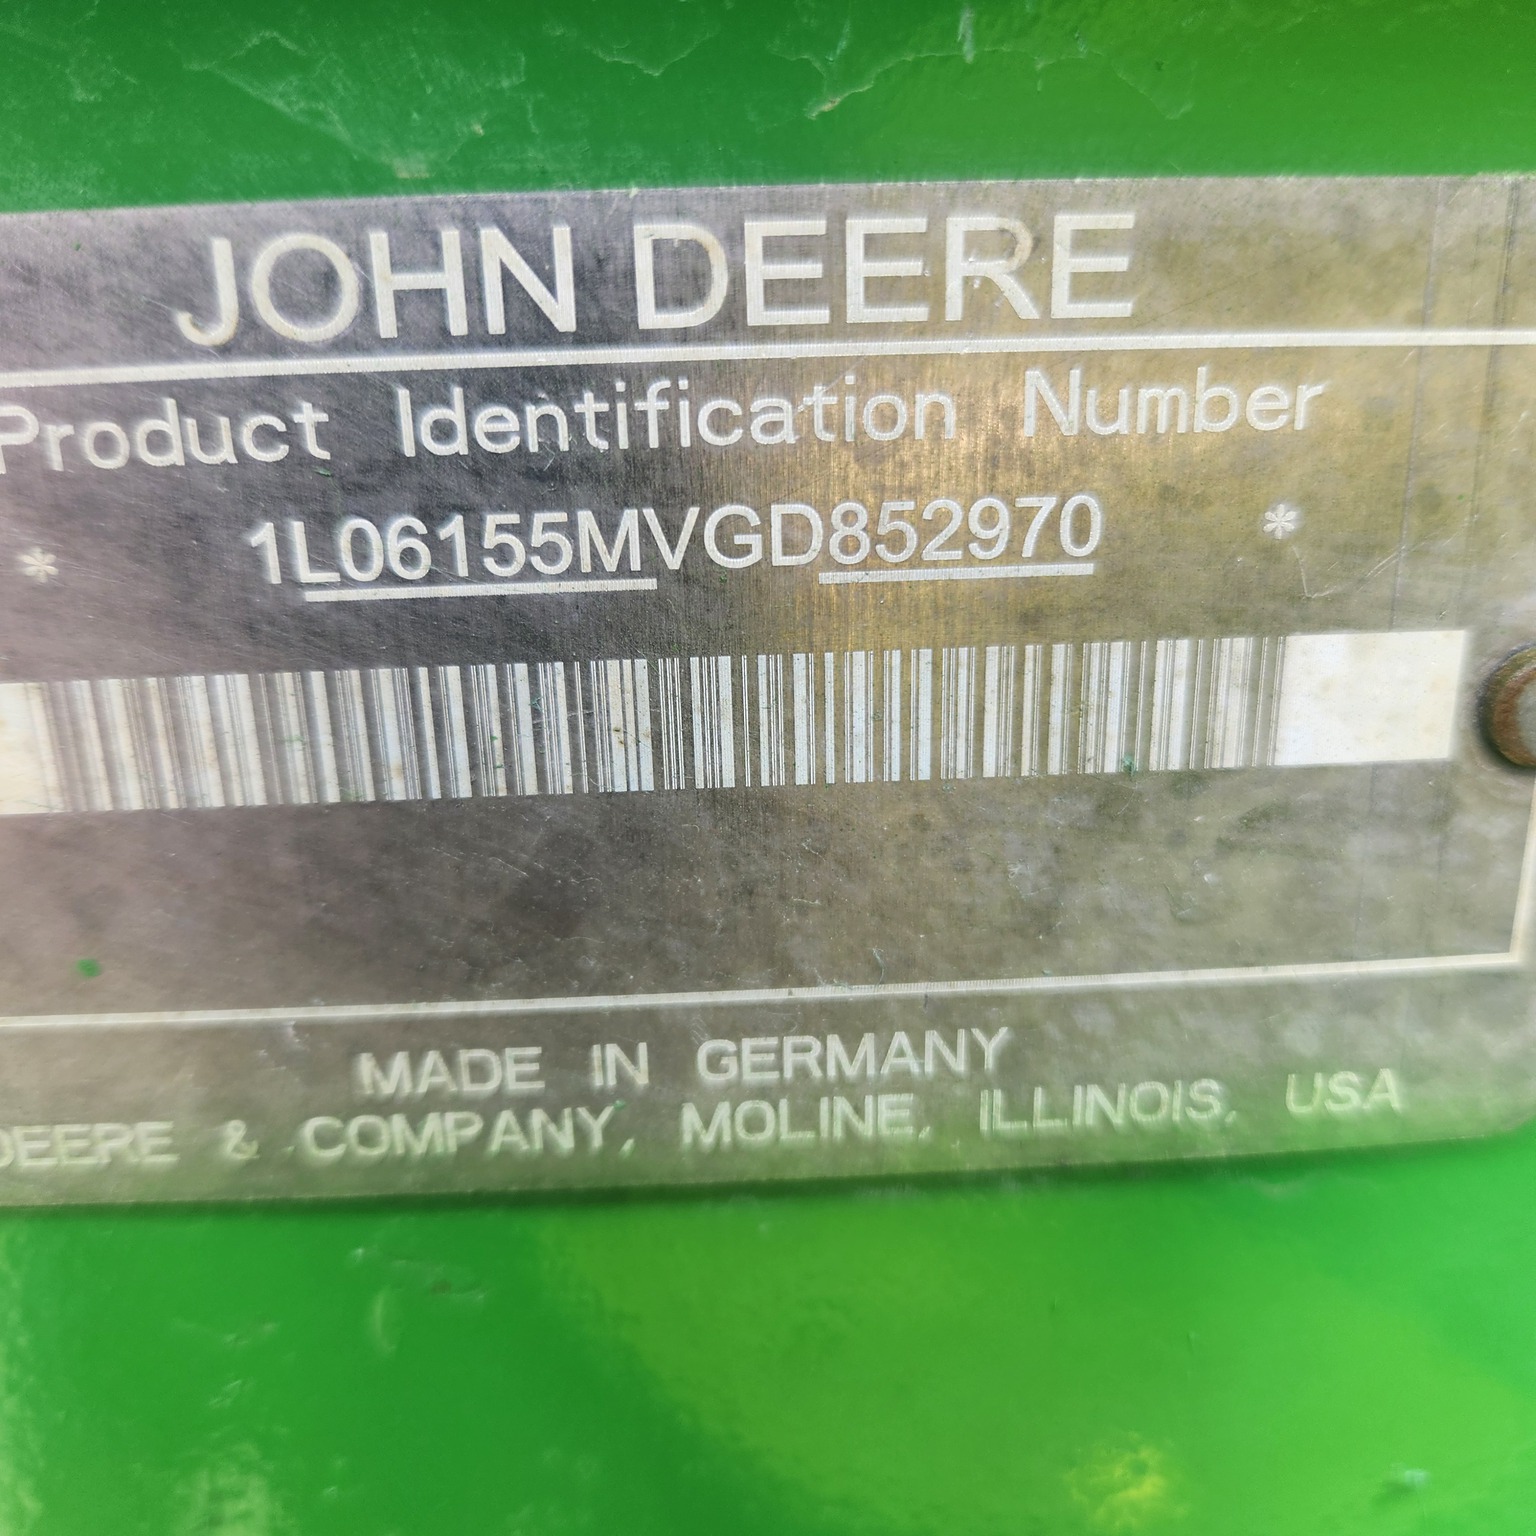 JOHN DEERE
Product Identification Number
* 1L06155MVGD852970 *
MADE IN GERMANY
DEERE & COMPANY, MOLINE, ILLINOIS, USA